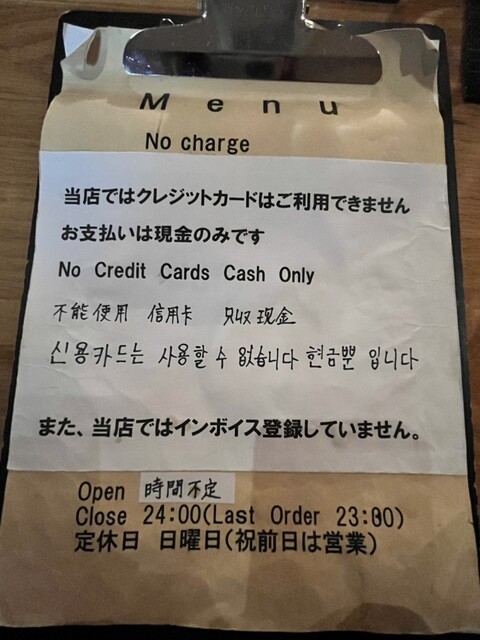 Menu
No charge
当店ではクレジットカードはご利用できません
お支払いは現金のみです
No Credit Cards Cash Only
不能使用 信用卡 只収现金
신용카드는 사용할 수 없습니다 현금뿐 입니다
また、当店ではインボイス登録していません。
Open 時間不定
Close 24:00(Last Order 23:00)
定休日 日曜日(祝前日は営業)